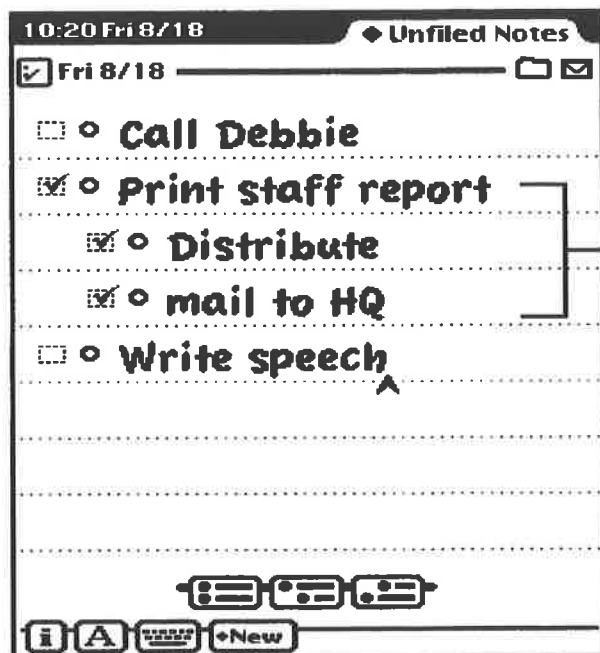 10:20 Fri 8/18
◆ Unfiled Notes
Fri 8/18
Call Debbie
Print staff report
Distribute
mail to HQ
Write speech
i A New